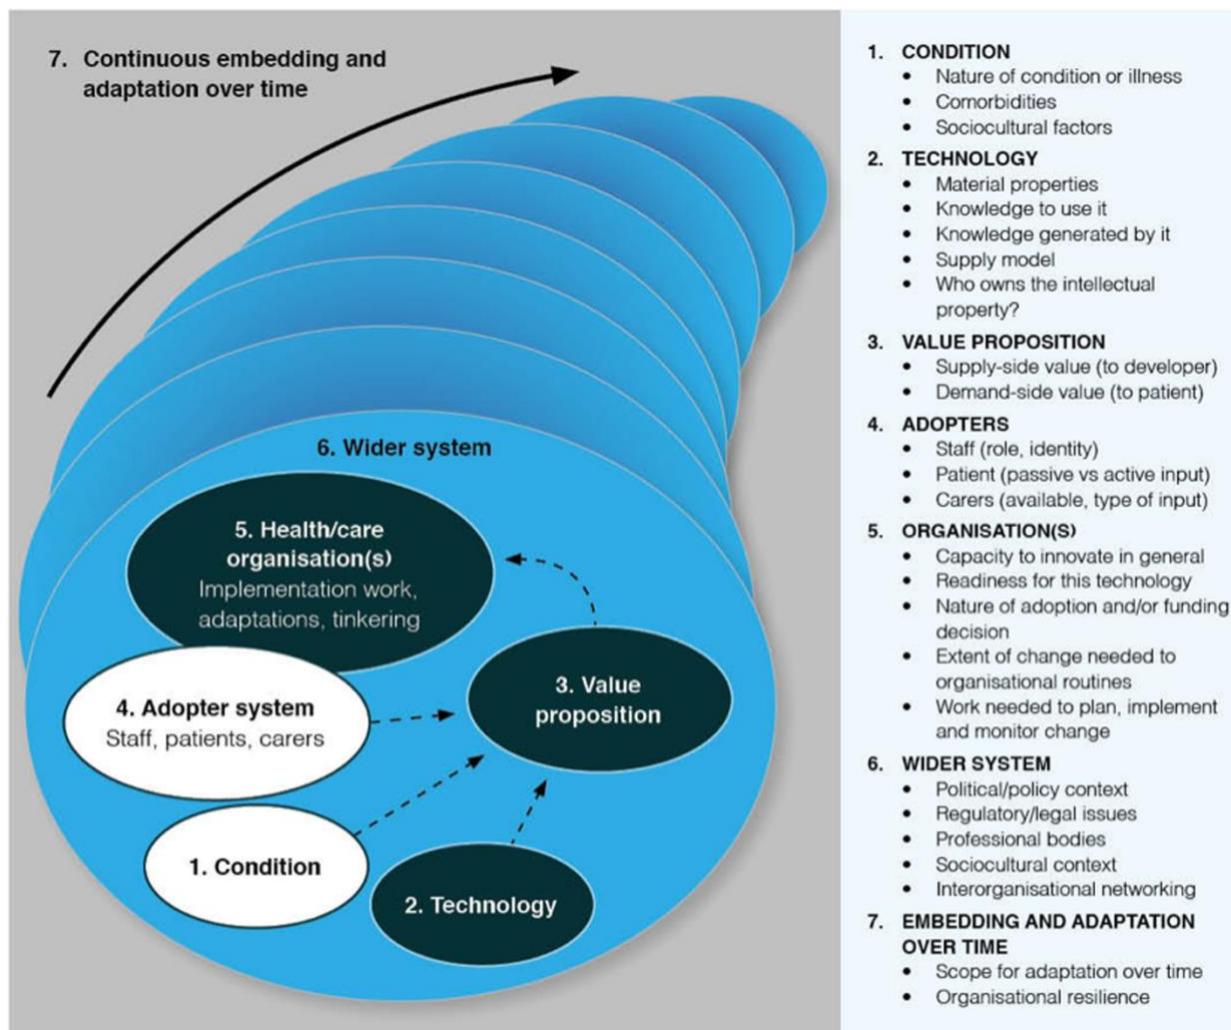 7. Continuous embedding and
adaptation over time
6. Wider system
5. Health/care
organisation(s)
Implementation work,
adaptations, tinkering
4. Adopter system
Staff, patients, carers
3. Value
proposition
1. Condition
2. Technology
1. CONDITION
• Nature of condition or illness
• Comorbidities
• Sociocultural factors
2. TECHNOLOGY
• Material properties
• Knowledge to use it
• Knowledge generated by it
• Supply model
• Who owns the intellectual
property?
3. VALUE PROPOSITION
• Supply-side value (to developer)
• Demand-side value (to patient)
4. ADOPTERS
• Staff (role, identity)
• Patient (passive vs active input)
• Carers (available, type of input)
5. ORGANISATION(S)
• Capacity to innovate in general
• Readiness for this technology
• Nature of adoption and/or funding
decision
• Extent of change needed to
organisational routines
• Work needed to plan, implement
and monitor change
6. WIDER SYSTEM
• Political/policy context
• Regulatory/legal issues
• Professional bodies
• Sociocultural context
• Interorganisational networking
7. EMBEDDING AND ADAPTATION
OVER TIME
• Scope for adaptation over time
• Organisational resilience